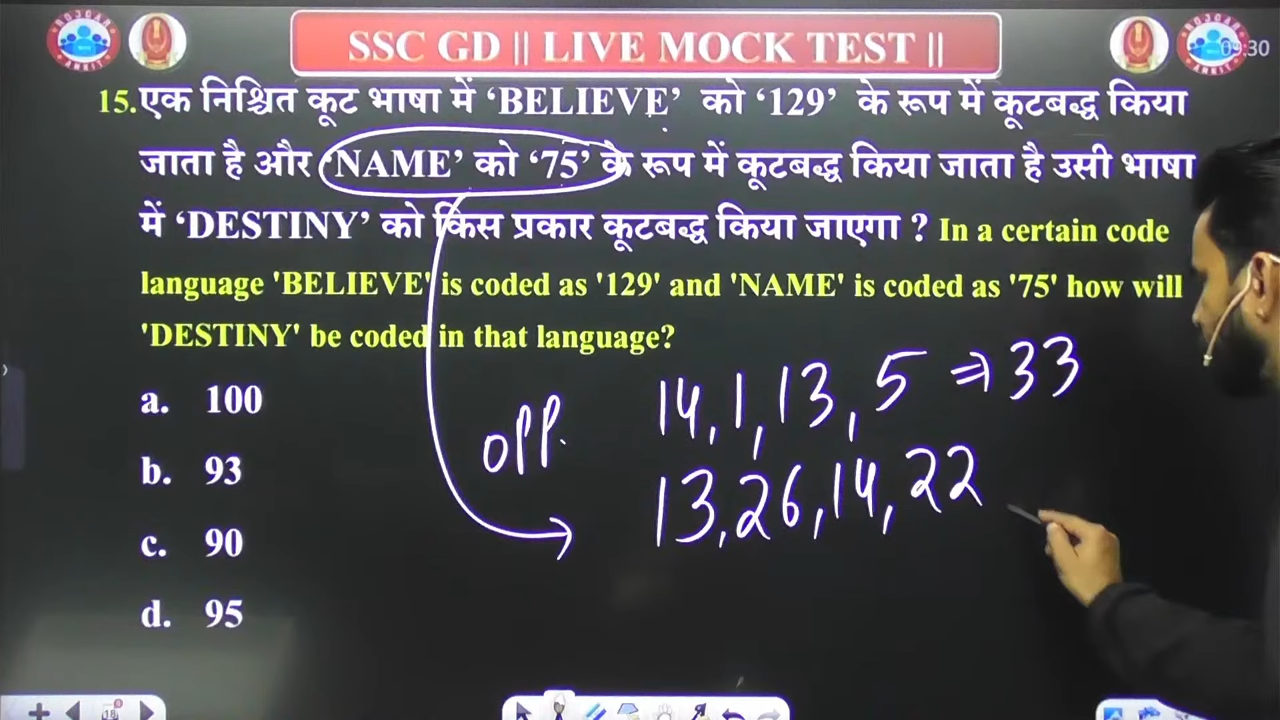 SSC GD || LIVE MOCK TEST ||
09:30
15.एक निश्चित कूट भाषा में ‘BELIEVE’ को ‘129’ के रूप में कूटबद्ध किया
जाता है और ‘NAME’ को ‘75’ के रूप में कूटबद्ध किया जाता है उसी भाषा
में ‘DESTINY’ को किस प्रकार कूटबद्ध किया जाएगा ? In a certain code
language 'BELIEVE' is coded as '129' and 'NAME' is coded as '75' how will
'DESTINY' be coded in that language?
a. 100
b. 93
c. 90
d. 95
opp.
14, 1, 13, 5 ⇒ 33
13, 26, 14, 22